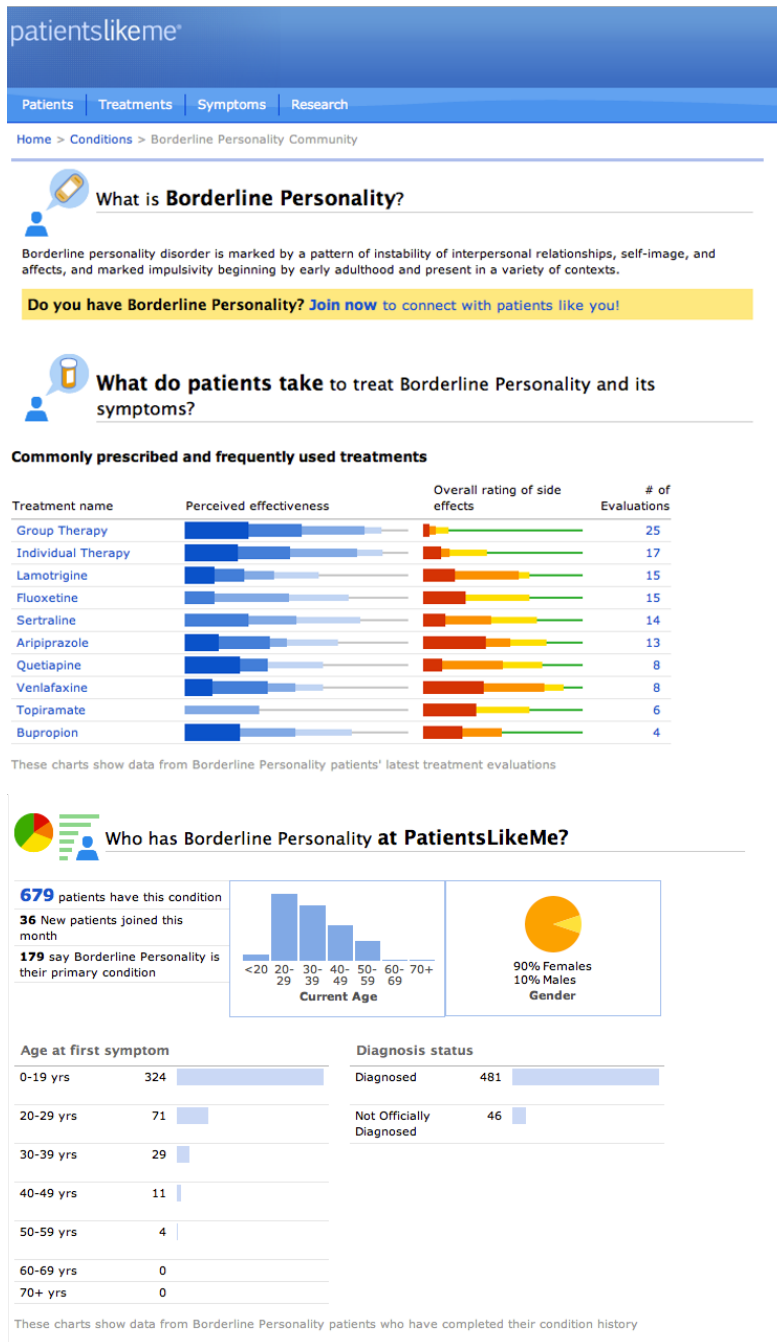 patientslikeme®
Patients
Treatments
Symptoms
Research
Home > Conditions > Borderline Personality Community
What is Borderline Personality?
Borderline personality disorder is marked by a pattern of instability of interpersonal relationships, self-image, and
affects, and marked impulsivity beginning by early adulthood and present in a variety of contexts.
Do you have Borderline Personality? Join now to connect with patients like you!
What do patients take to treat Borderline Personality and its
symptoms?
Commonly prescribed and frequently used treatments
Treatment name
Perceived effectiveness
Overall rating of side
effects
# of
Evaluations
Group Therapy 25
Individual Therapy 17
Lamotrigine 15
Fluoxetine 15
Sertraline 14
Aripiprazole 13
Quetiapine 8
Venlafaxine 8
Topiramate 6
Bupropion 4
These charts show data from Borderline Personality patients' latest treatment evaluations
Who has Borderline Personality at PatientsLikeMe?
679 patients have this condition
36 New patients joined this
month
179 say Borderline Personality is
their primary condition
<20 20- 30- 40- 50- 60- 70+
29 39 49 59 69
Current Age
90% Females
10% Males
Gender
Age at first symptom
0-19 yrs 324
20-29 yrs 71
30-39 yrs 29
40-49 yrs 11
50-59 yrs 4
60-69 yrs 0
70+ yrs 0
Diagnosis status
Diagnosed 481
Not Officially 46
Diagnosed
These charts show data from Borderline Personality patients who have completed their condition history